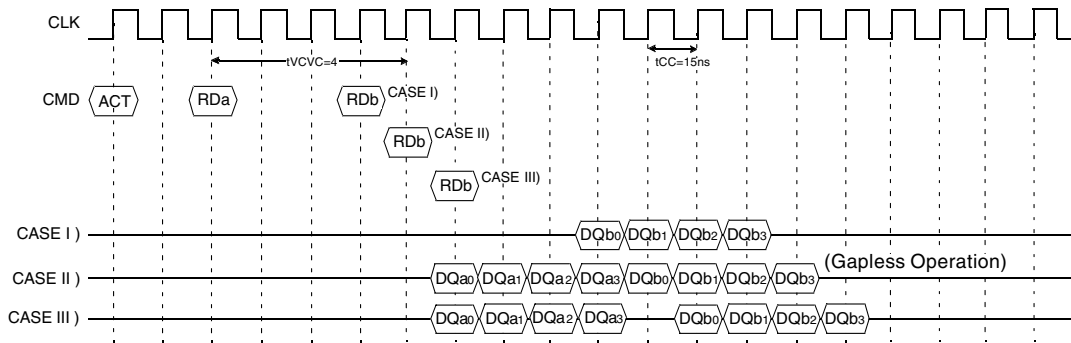 CLK
tVCVC=4 tCC=15ns
CMD ACT RDa RDb CASE I)
RDb CASE II)
RDb CASE III)
CASE I ) DQb0 DQb1 DQb2 DQb3
(Gapless Operation)
CASE II ) DQa0 DQa1 DQa2 DQa3 DQb0 DQb1 DQb2 DQb3
CASE III ) DQa0 DQa1 DQa2 DQa3 DQb0 DQb1 DQb2 DQb3